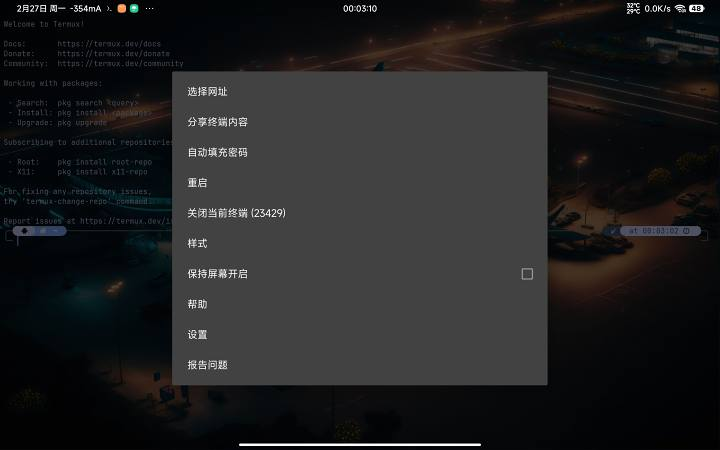 2月27日 周一 -354mA ...
00:03:10
32℃
29℃ 0.0K/s 48
Welcome to Termux!
Docs: https://termux.dev/docs
Donate: https://termux.dev/donate
Community: https://termux.dev/community
Working with packages:
- Search: pkg search <query>
- Install: pkg install <package>
- Upgrade: pkg upgrade
Subscribing to additional repositories
- Root: pkg install root-repo
- X11: pkg install x11-repo
For fixing any repository issues,
try 'termux-change-repo' command.
Report issues at https://termux.dev/i
~ at 00:03:02
选择网址
分享终端内容
自动填充密码
重启
关闭当前终端 (23429)
样式
保持屏幕开启
帮助
设置
报告问题